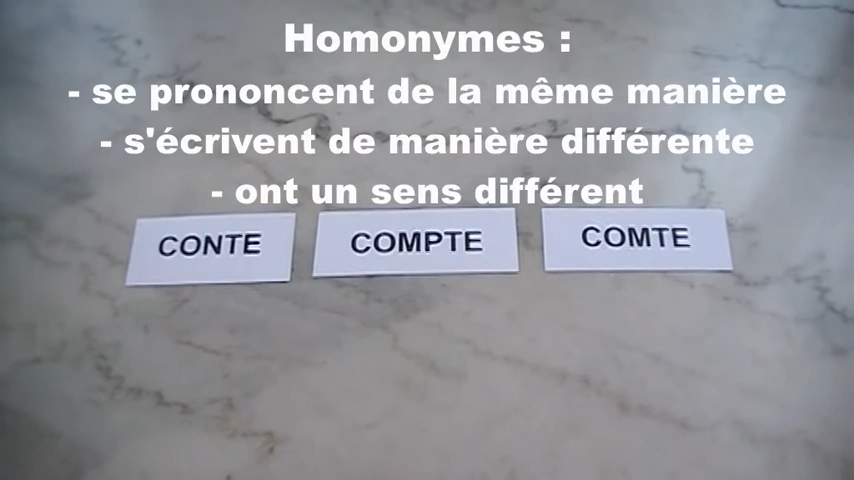 Homonymes :
- se prononcent de la même manière
- s'écrivent de manière différente
- ont un sens différent
CONTE COMPTE COMTE